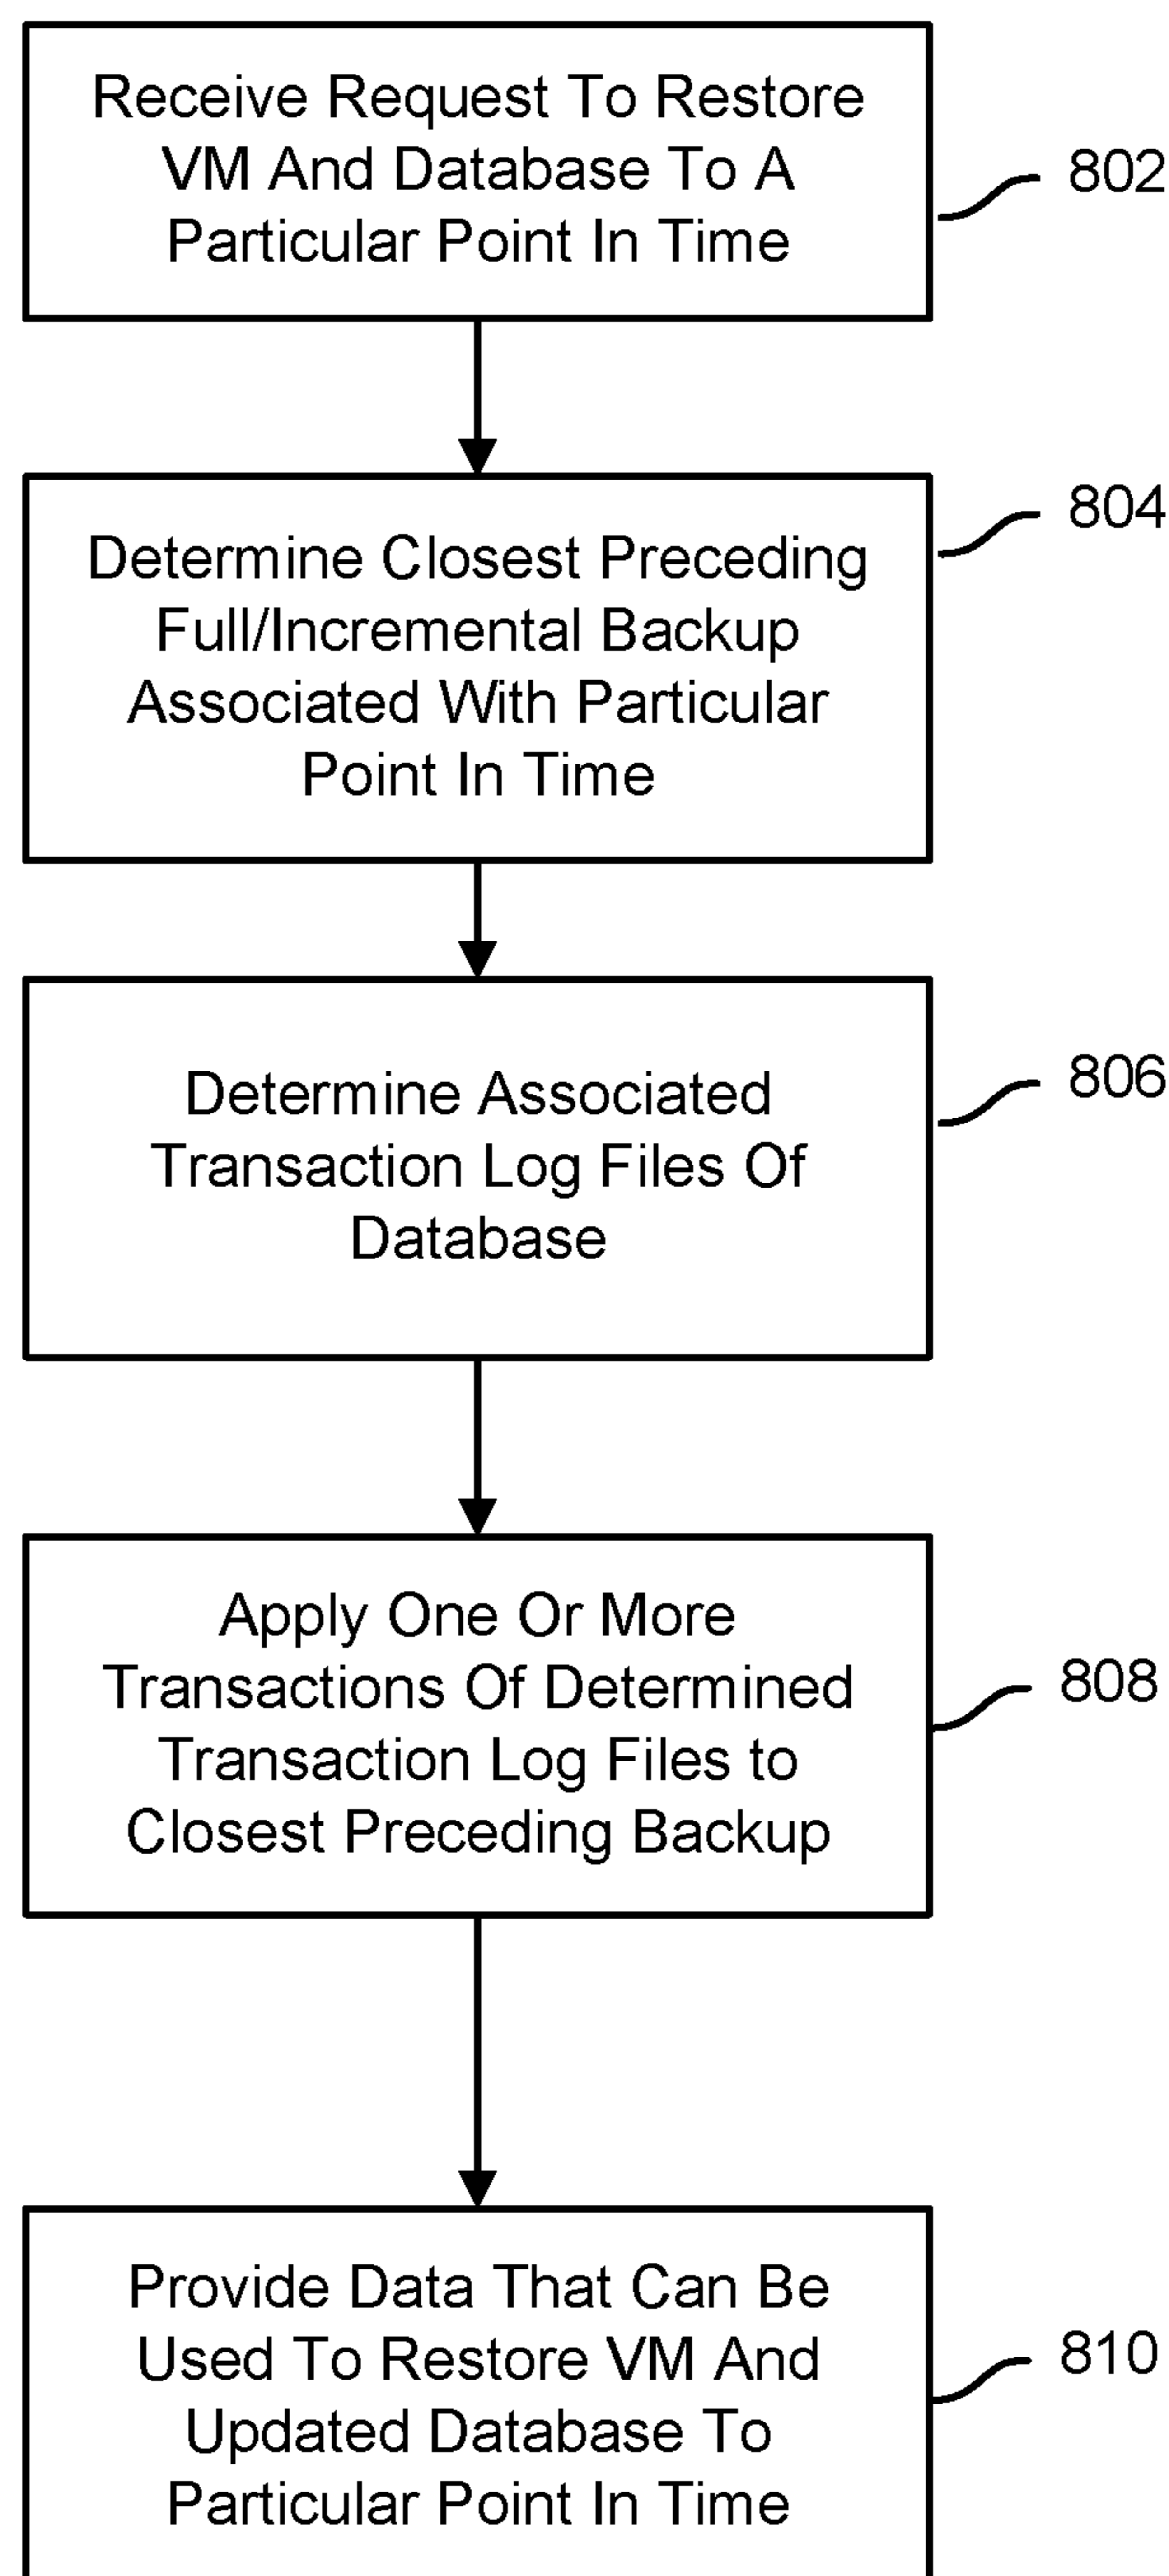 Receive Request To Restore
VM And Database To A
Particular Point In Time
802
Determine Closest Preceding
Full/Incremental Backup
Associated With Particular
Point In Time
804
Determine Associated
Transaction Log Files Of
Database
806
Apply One Or More
Transactions Of Determined
Transaction Log Files to
Closest Preceding Backup
808
Provide Data That Can Be
Used To Restore VM And
Updated Database To
Particular Point In Time
810